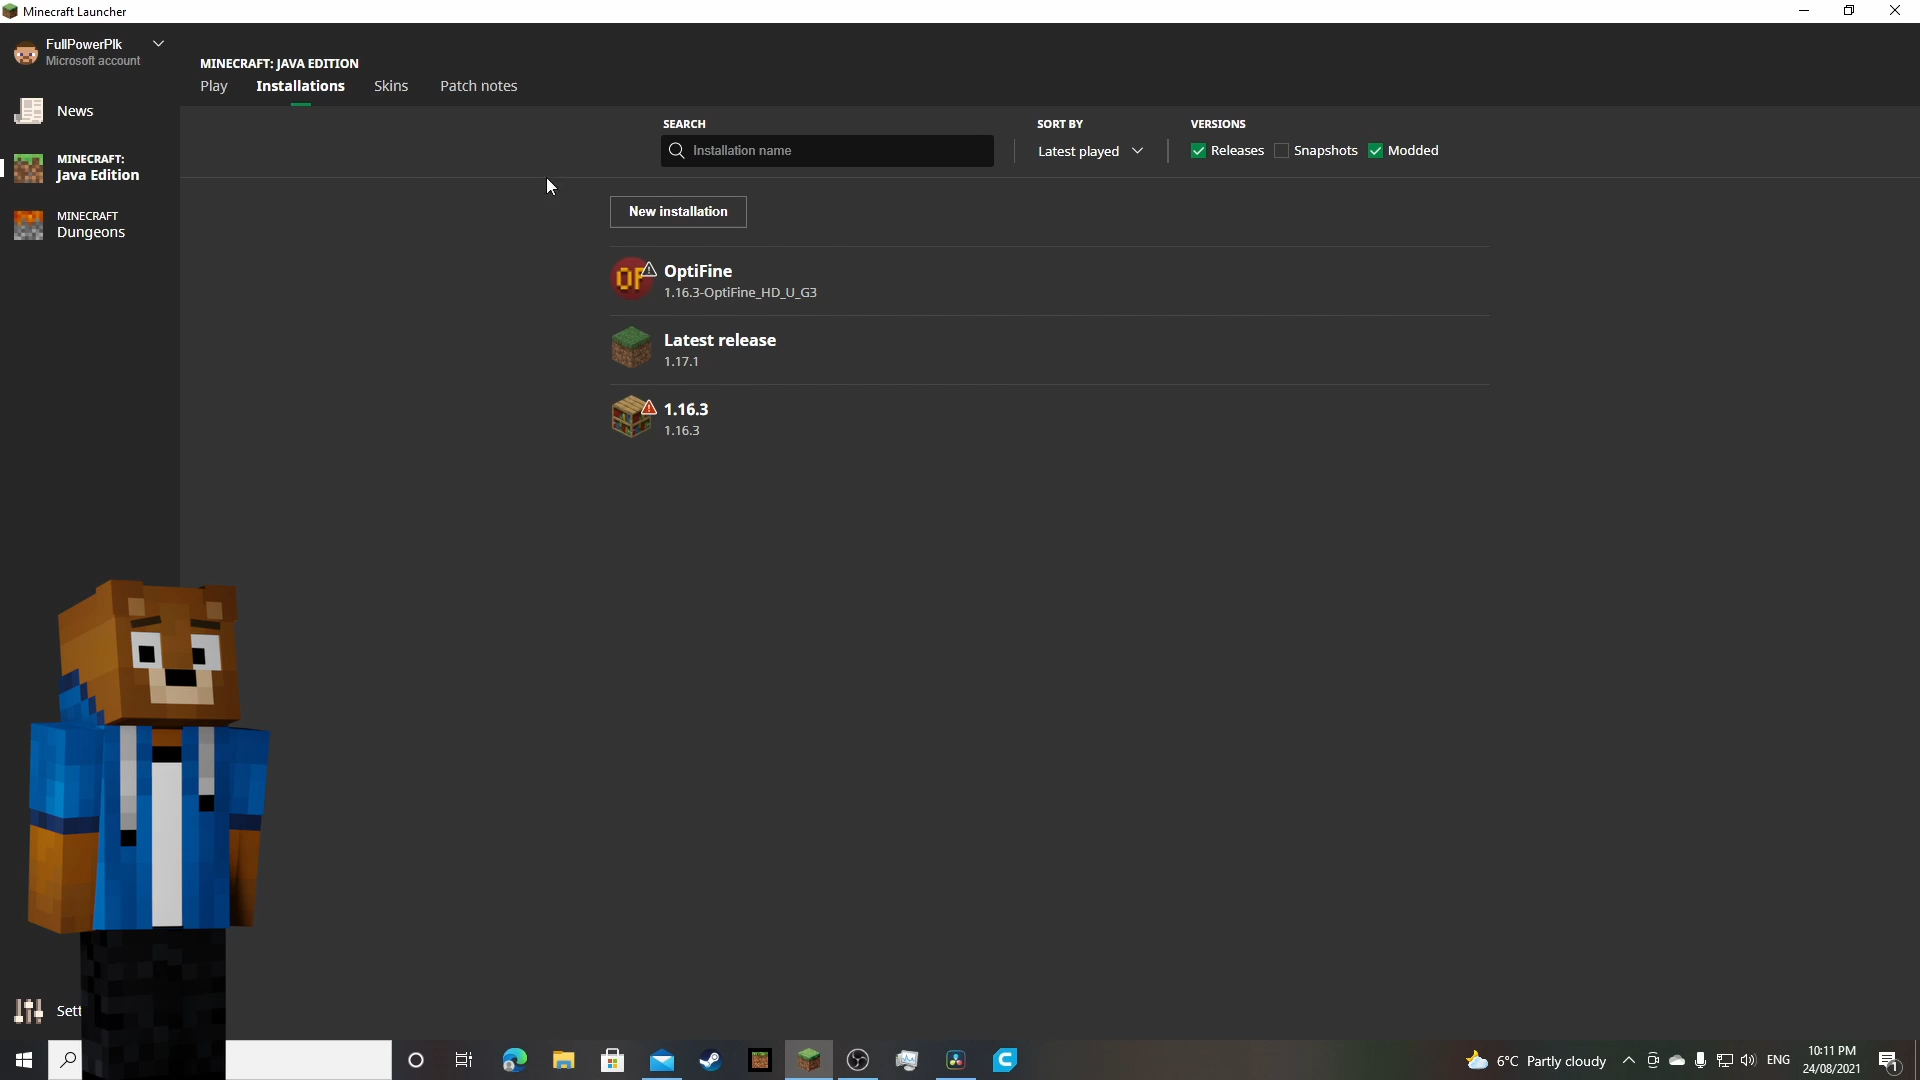 Minecraft Launcher
FullPowerPlk
Microsoft account
News
MINECRAFT:
Java Edition
MINECRAFT
Dungeons
Sett
MINECRAFT: JAVA EDITION
Play Installations Skins Patch notes
SEARCH
Installation name
SORT BY
Latest played
VERSIONS
Releases Snapshots Modded
New installation
OF
OptiFine
1.16.3-OptiFine_HD_U_G3
Latest release
1.17.1
1.16.3
1.16.3
6°C Partly cloudy
ENG
10:11 PM
24/08/2021
1